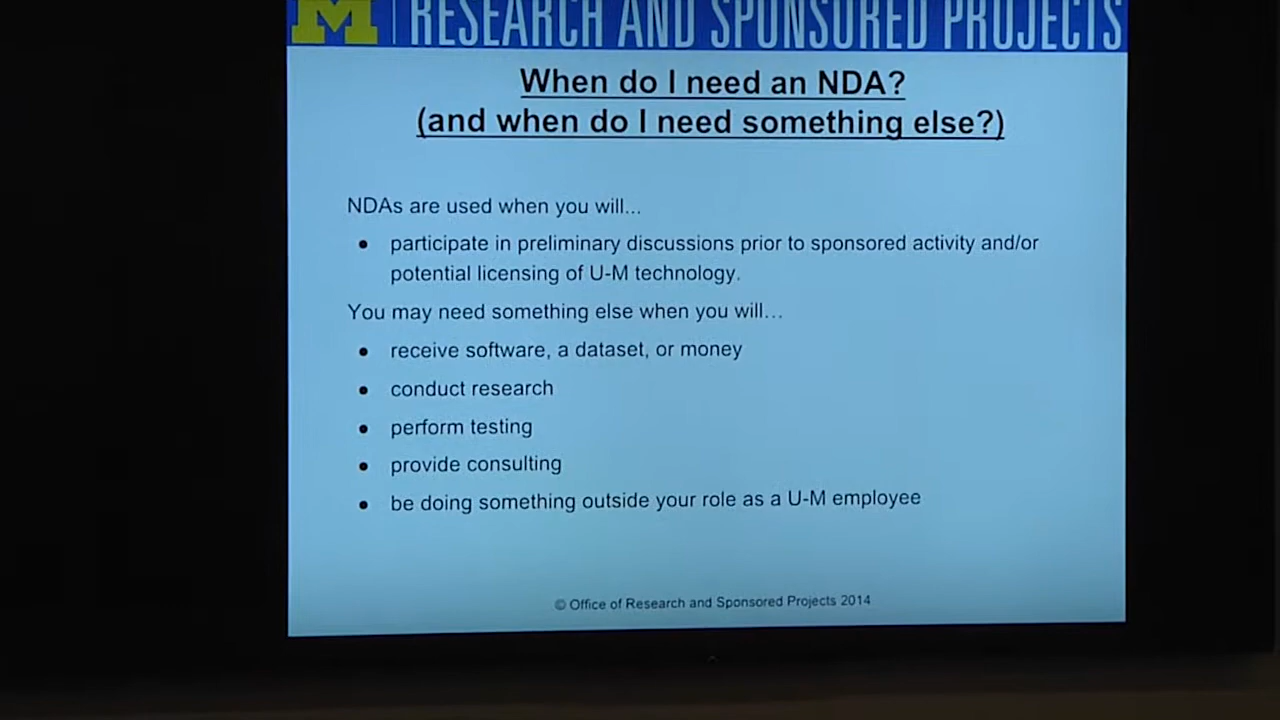 M RESEARCH AND SPONSORED PROJECTS
When do I need an NDA?
(and when do I need something else?)
NDAs are used when you will...
● participate in preliminary discussions prior to sponsored activity and/or
potential licensing of U-M technology.
You may need something else when you will…
● receive software, a dataset, or money
● conduct research
● perform testing
● provide consulting
● be doing something outside your role as a U-M employee
© Office of Research and Sponsored Projects 2014